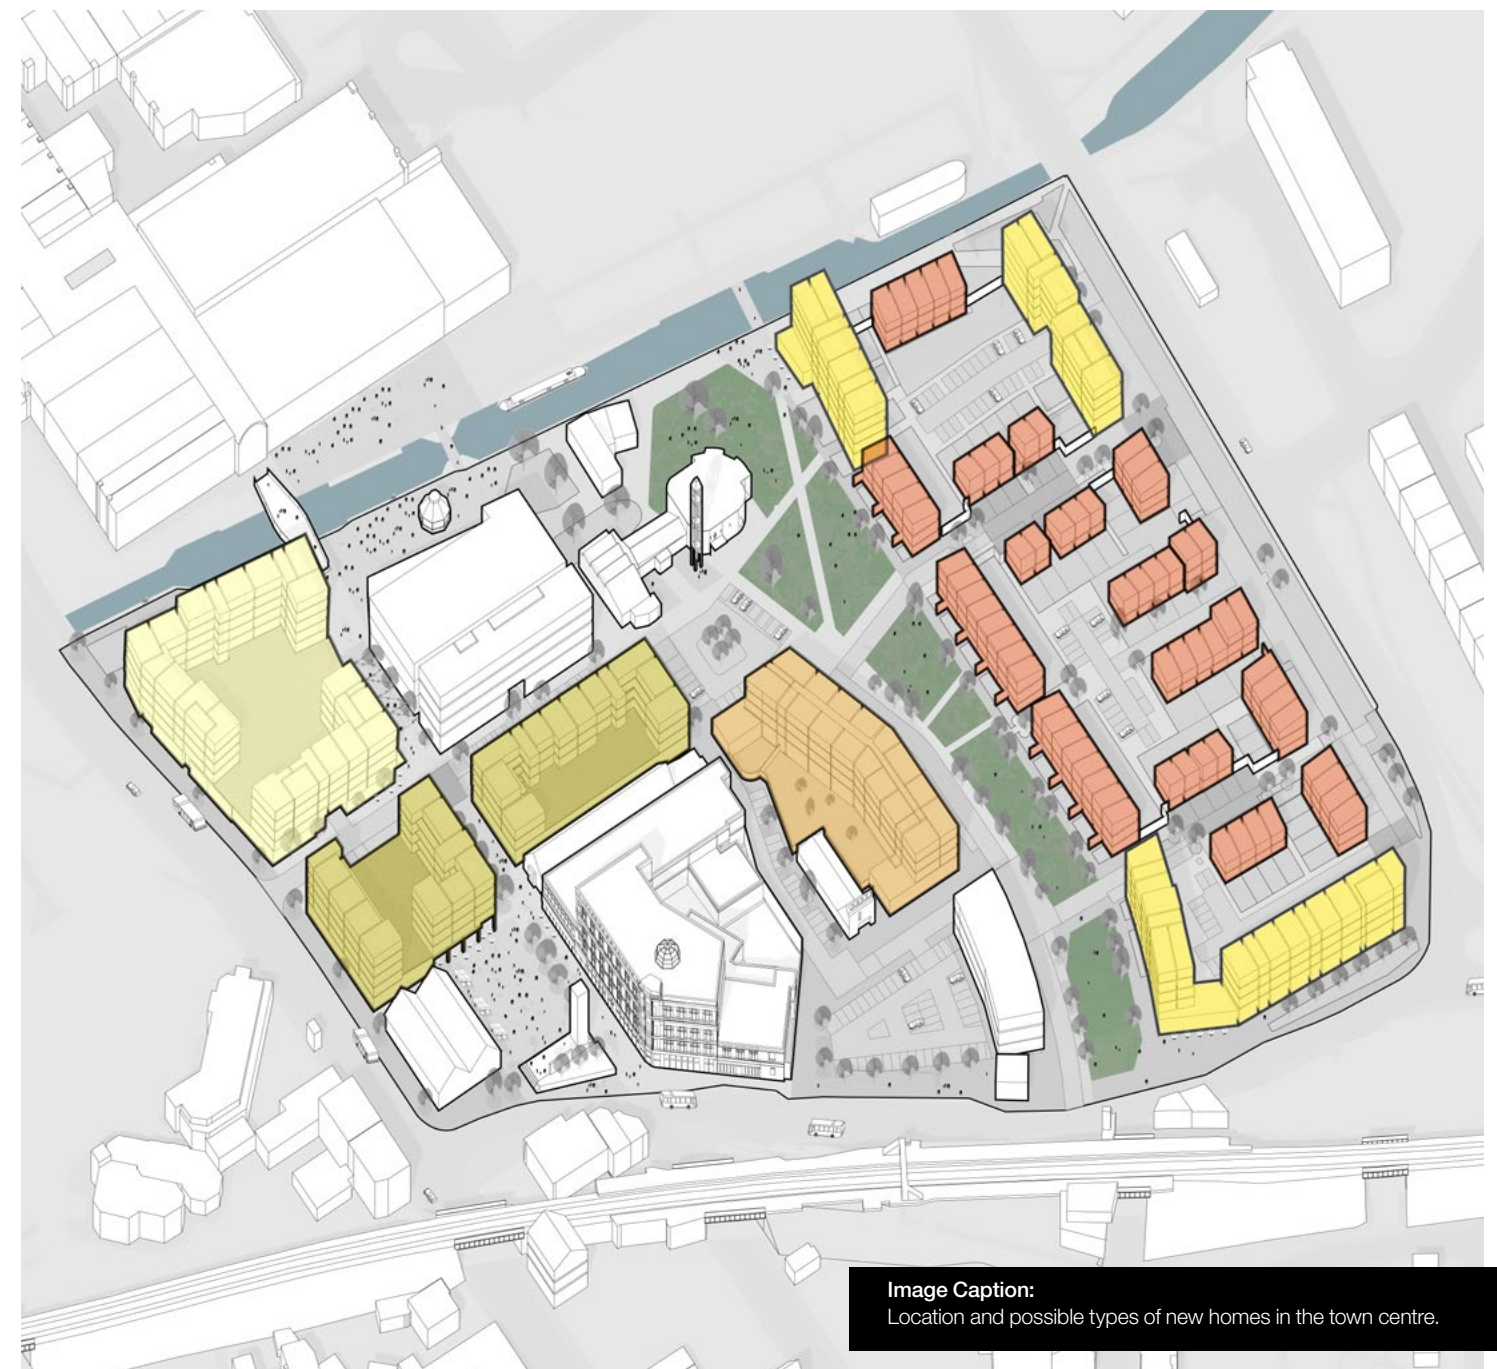 Image Caption:
Location and possible types of new homes in the town centre.